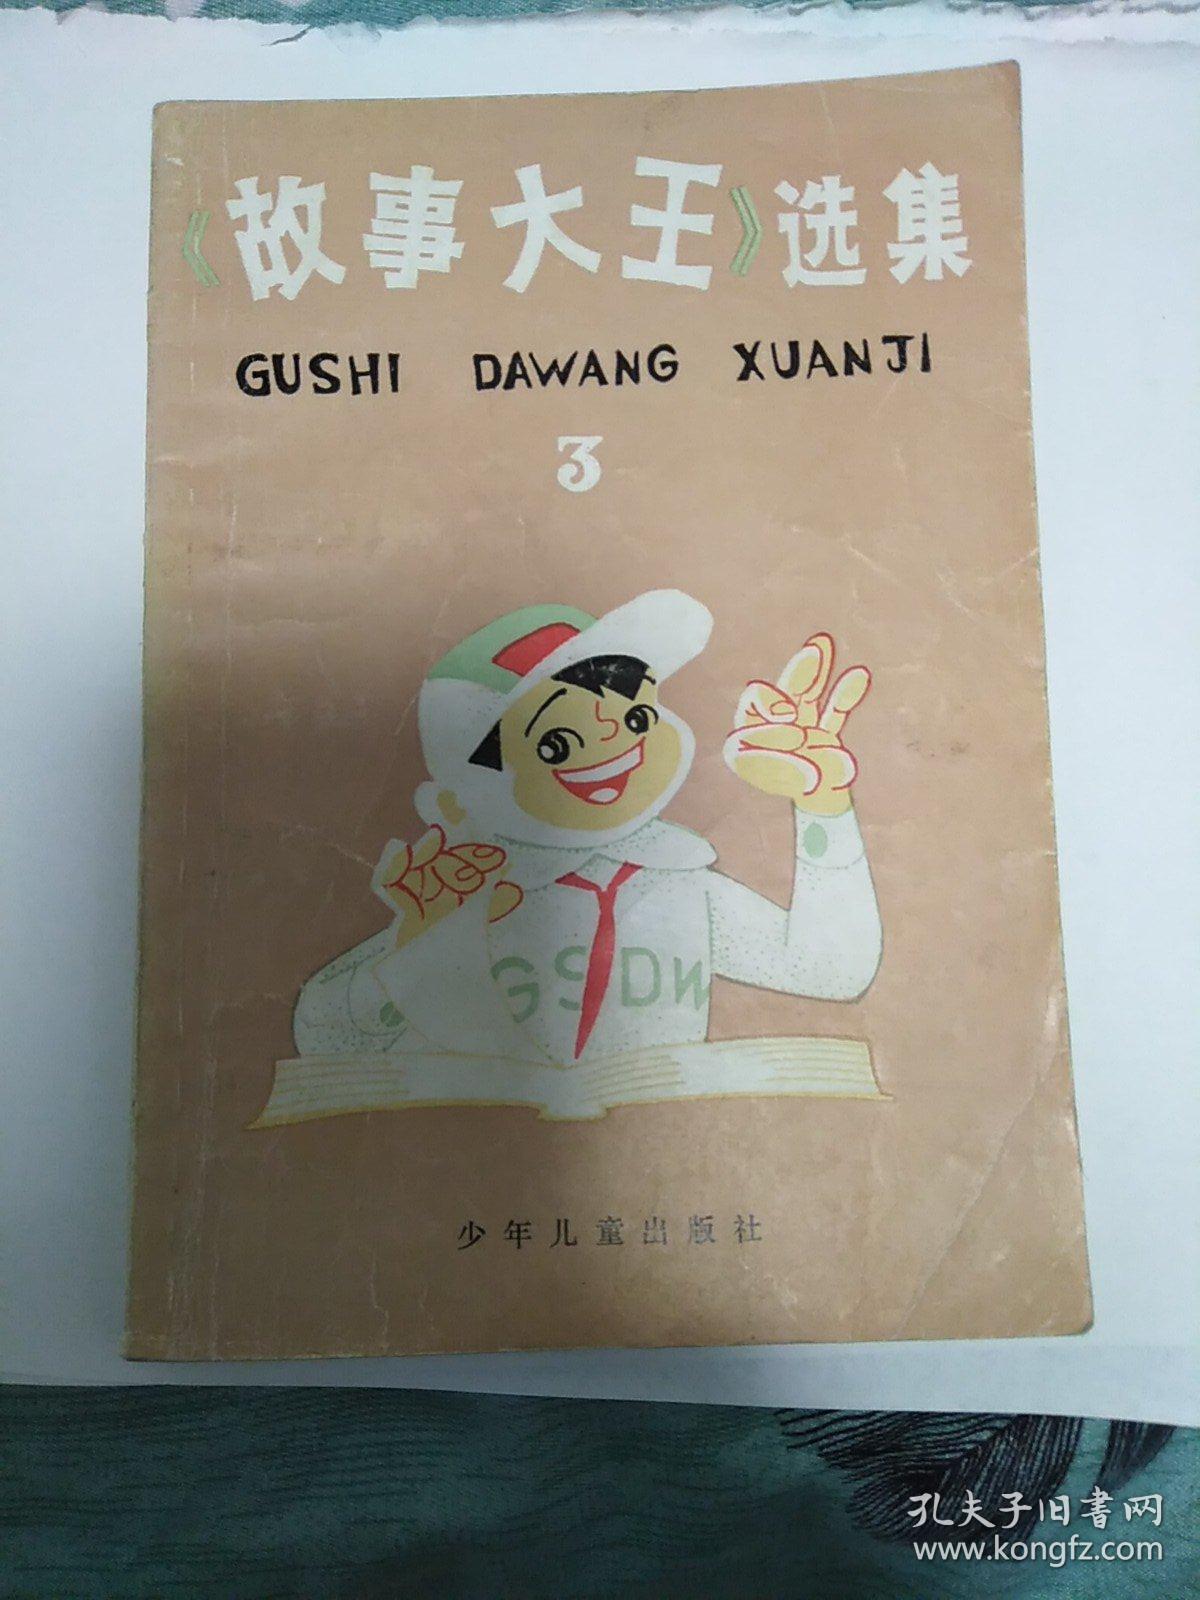 《故事大王》选集
GUSHI DAWANG XUANJI
3
GSDW
少年儿童出版社
孔夫子旧书网
www.kongfz.com